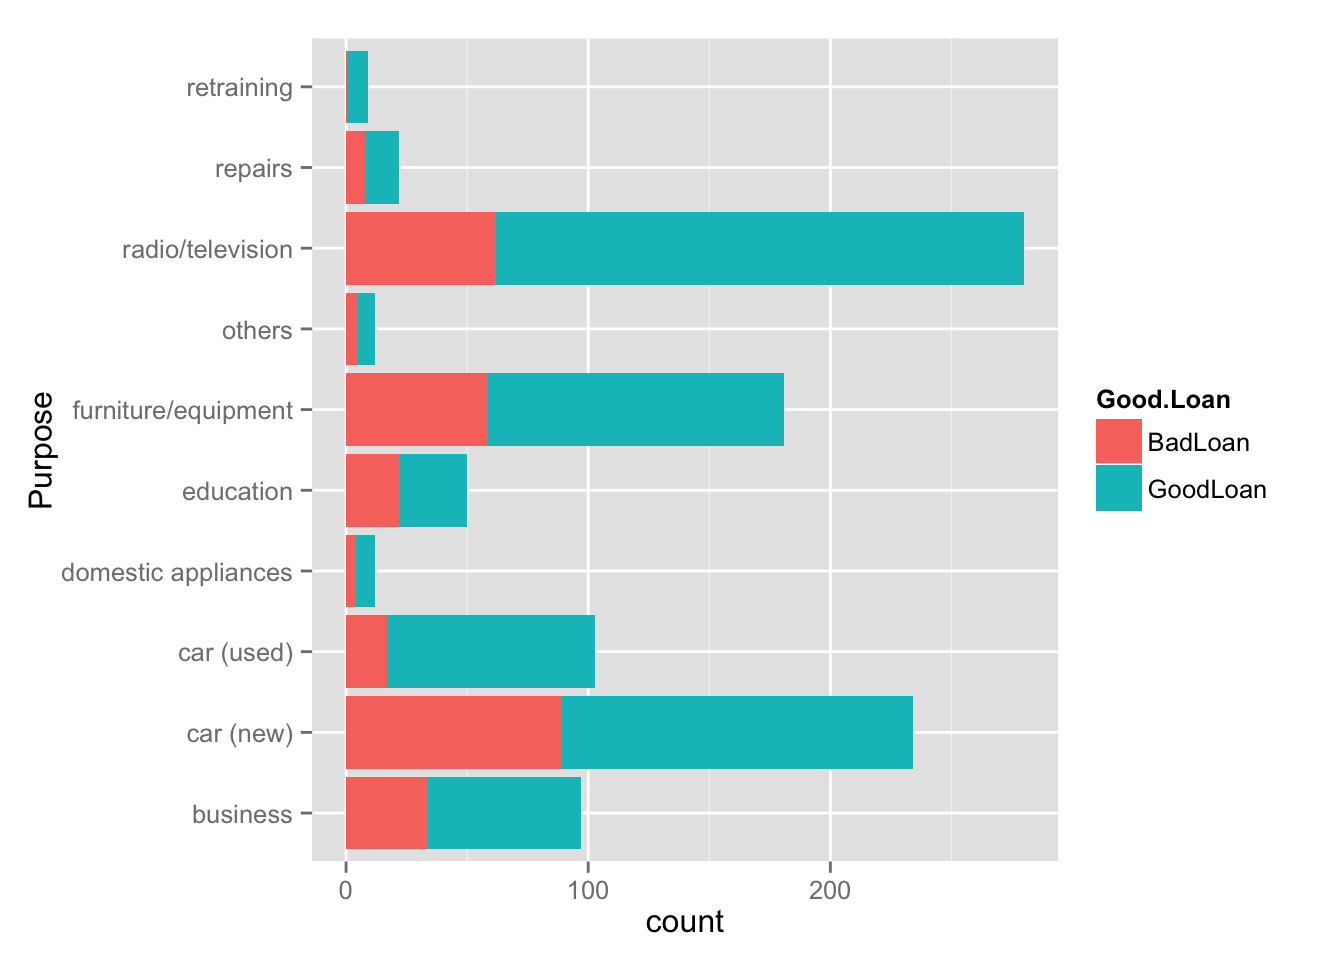 retraining
repairs
radio/television
others
furniture/equipment
education
domestic appliances
car (used)
car (new)
business
Purpose
0 100 200
count
Good.Loan
BadLoan
GoodLoan